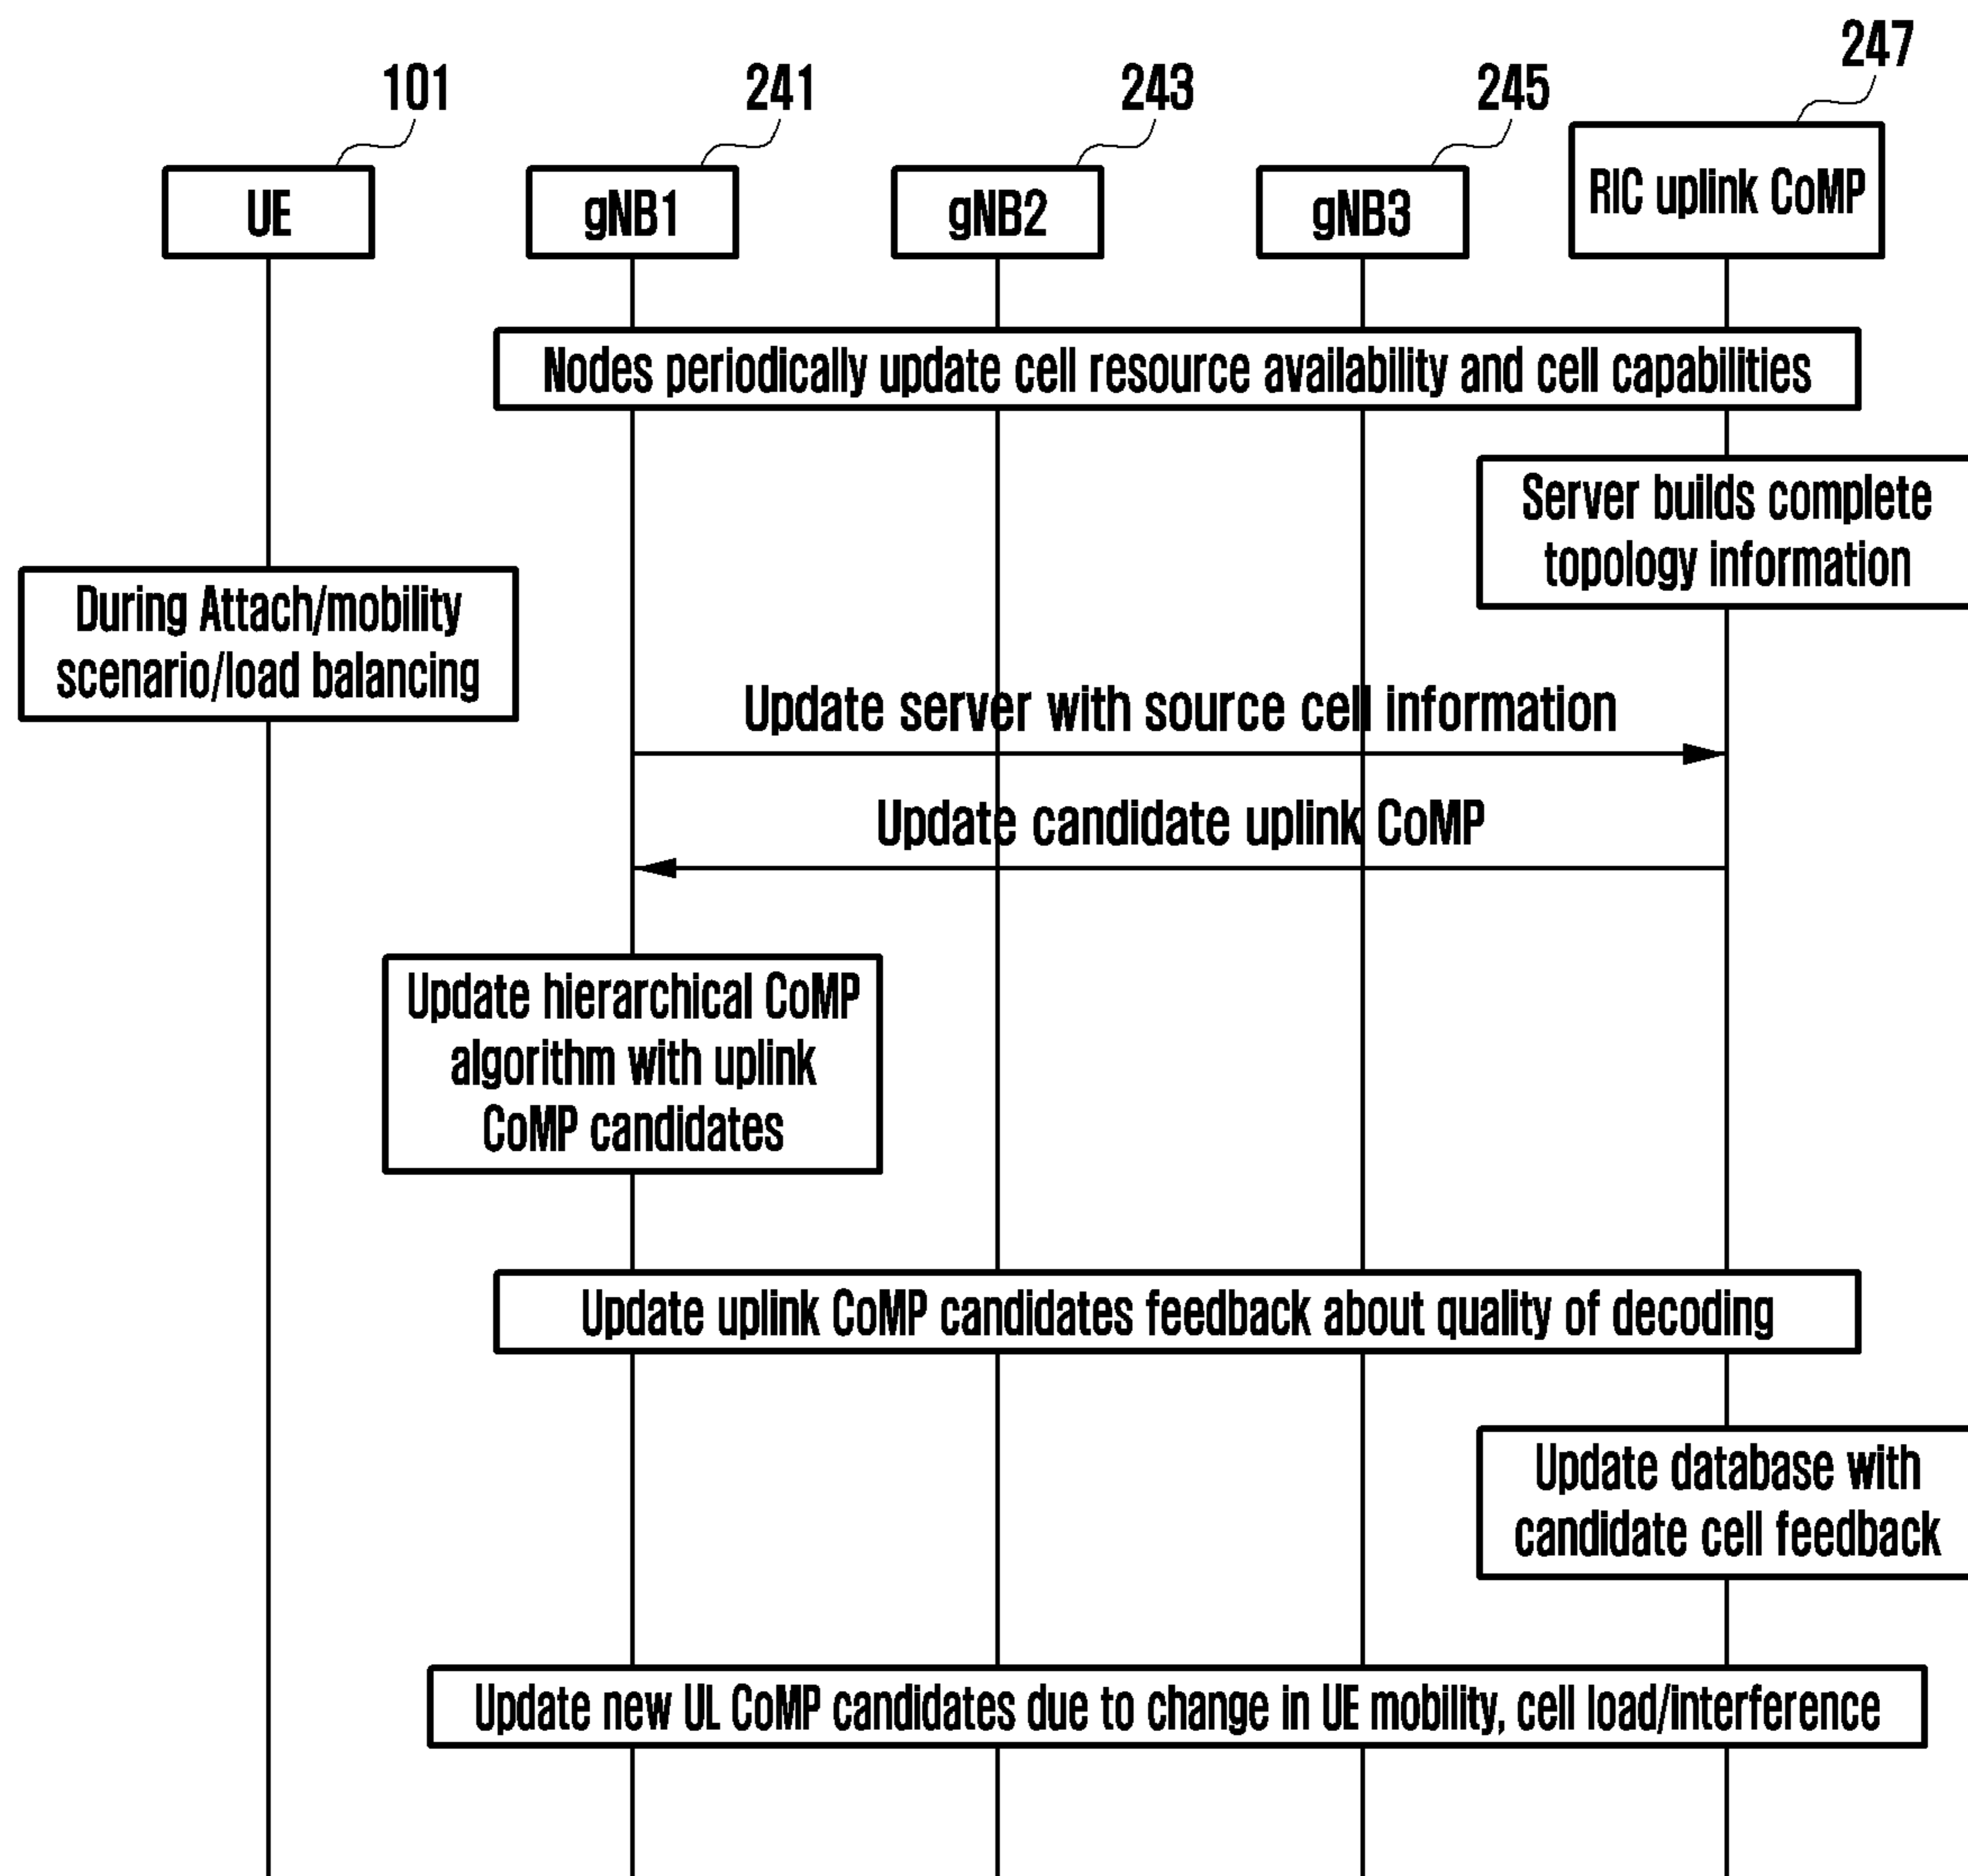 101
241
243
245
247
UE
gNB1
gNB2
gNB3
RIC uplink CoMP
Nodes periodically update cell resource availability and cell capabilities
Server builds complete
topology information
During Attach/mobility
scenario/load balancing
Update server with source cell information
Update candidate uplink CoMP
Update hierarchical CoMP
algorithm with uplink
CoMP candidates
Update uplink CoMP candidates feedback about quality of decoding
Update database with
candidate cell feedback
Update new UL CoMP candidates due to change in UE mobility, cell load/interference